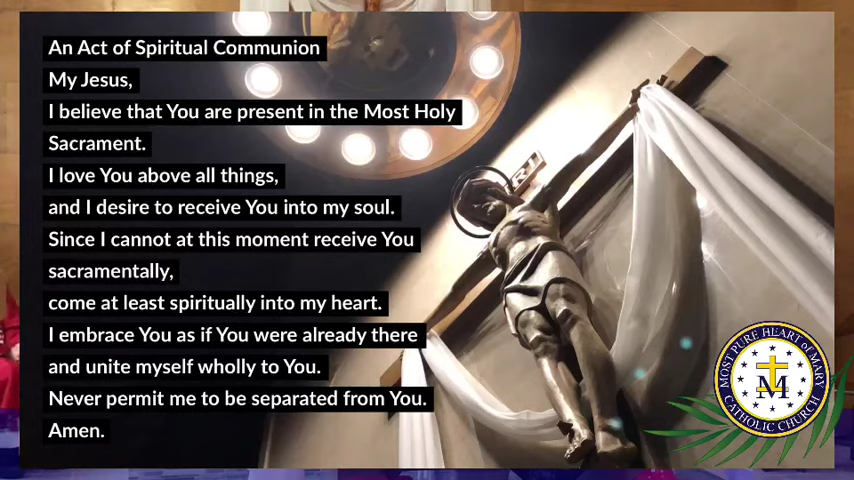 An Act of Spiritual Communion
My Jesus,
I believe that You are present in the Most Holy
Sacrament.
I love You above all things,
and I desire to receive You into my soul.
Since I cannot at this moment receive You
sacramentally,
come at least spiritually into my heart.
I embrace You as if You were already there
and unite myself wholly to You.
Never permit me to be separated from You.
Amen.
MOST PURE HEART of MARY
CATHOLIC CHURCH